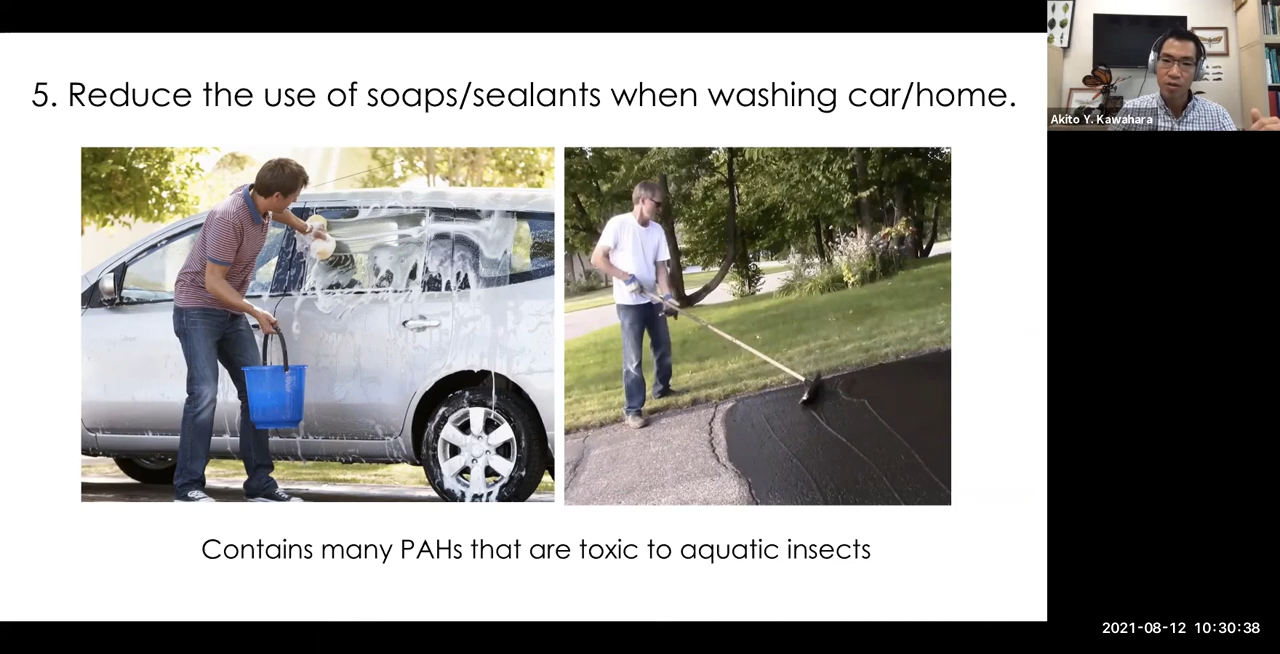 5. Reduce the use of soaps/sealants when washing car/home.
Akito Y. Kawahara
Contains many PAHs that are toxic to aquatic insects
2021-08-12 10:30:38